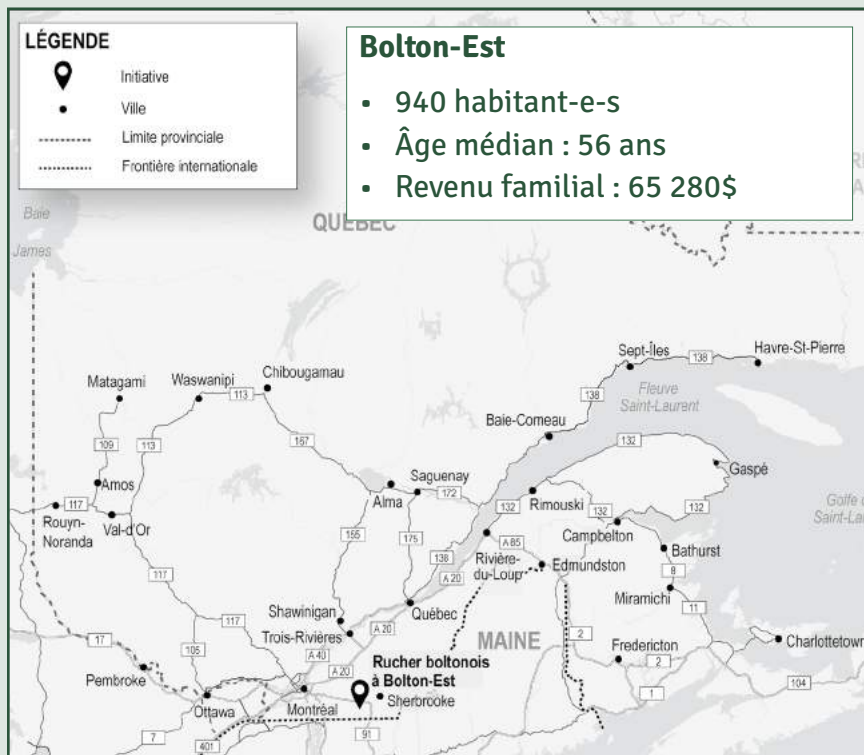 LÉGENDE
Initiative
Ville
Limite provinciale
Frontière internationale
Bolton-Est
• 940 habitant-e-s
• Âge médian : 56 ans
• Revenu familial : 65 280$
Baie
James
QUÉBEC
Sept-Îles
138
Havre-St-Pierre
Matagami
Waswanipi
113
Chibougamau
138
Fleuve
Saint-Laurent
Baie-Comeau
109
113
167
132
Amos
Saguenay
Gaspé
117
Alma
172
132
Rimouski
132
132
Golfe
Rouyn-
Noranda
Val-d'Or
155
175
Campbelton
Saint-
A 85
Bathurst
138
Rivière-
du-Loup
Edmundston
8
117
A 20
Miramichi
11
Shawinigan
Québec
117
Trois-Rivières
A 20
MAINE
2
Fredericton
2
Charlottetown
17
105
A 40
A 20
Rucher boltonois
à Bolton-Est
Pembroke
Ottawa
Montréal
Sherbrooke
1
104
7
401
91